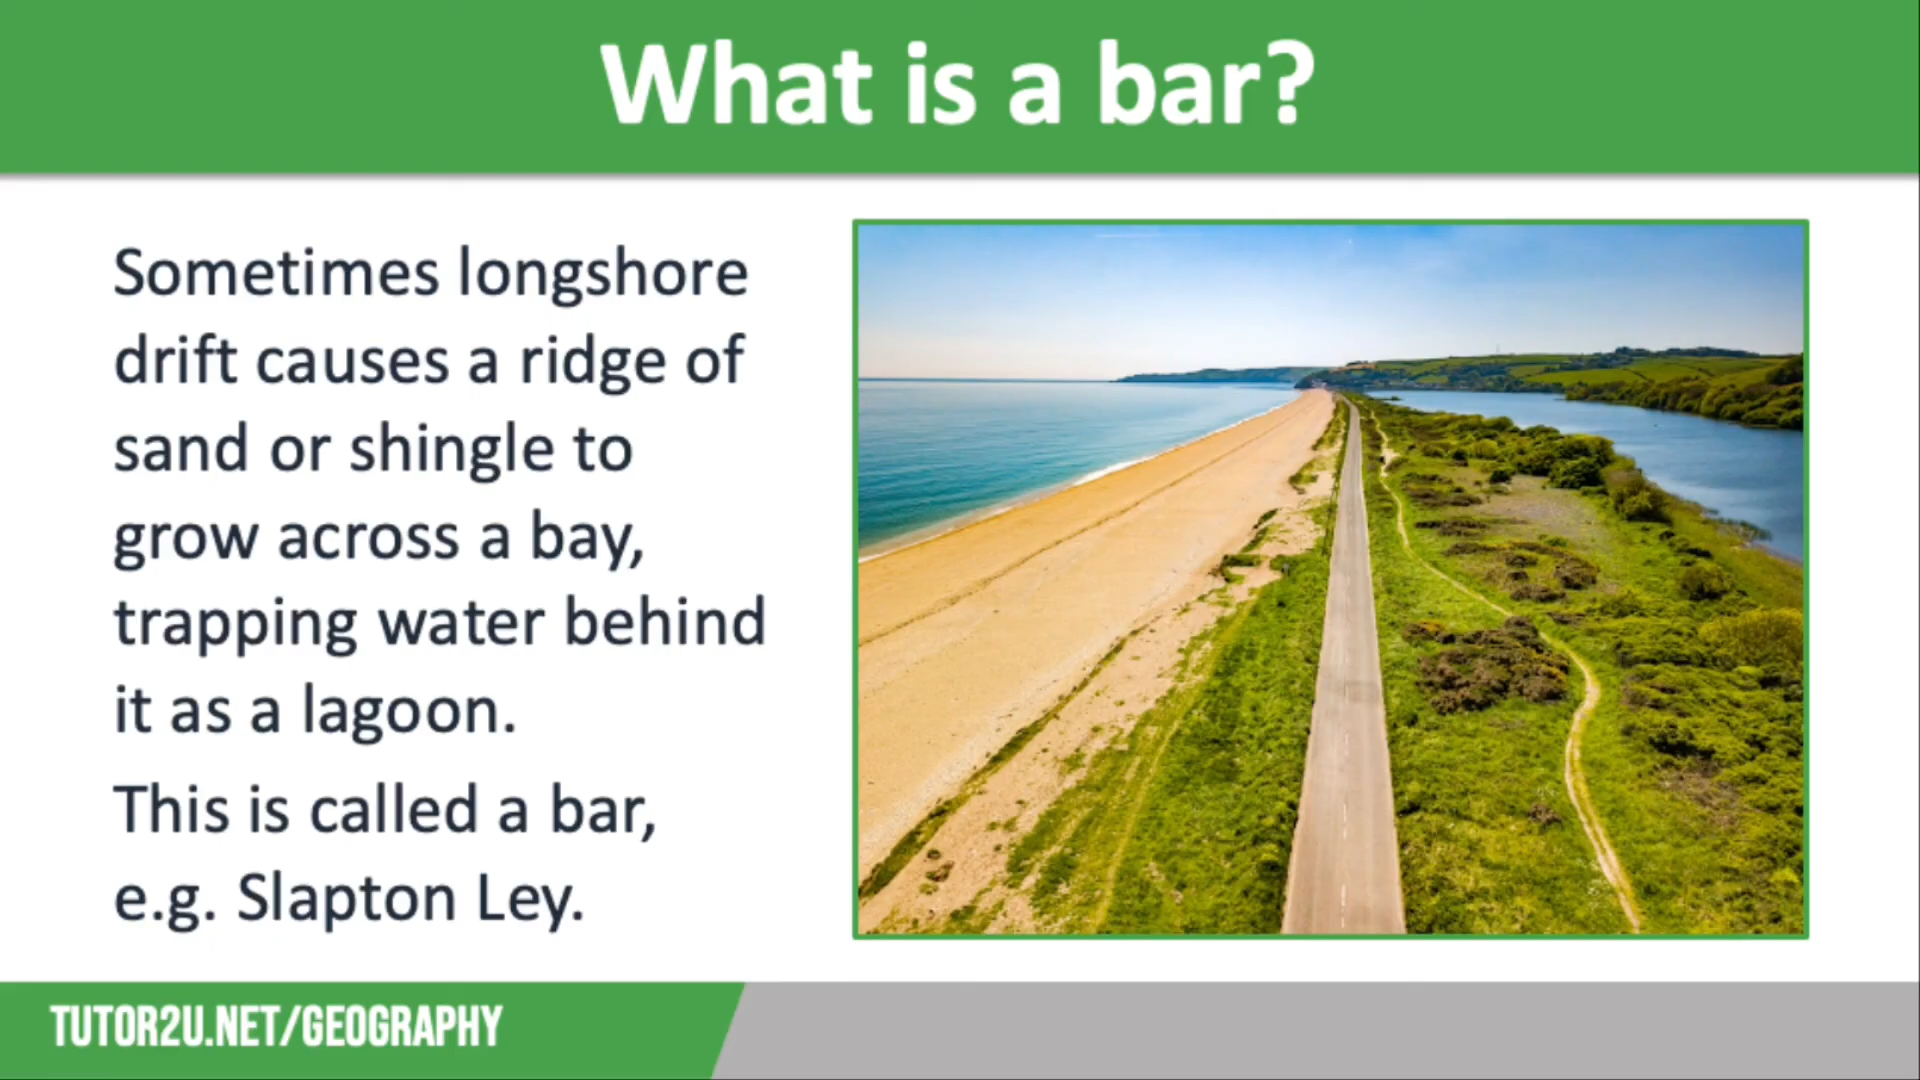 What is a bar?
Sometimes longshore
drift causes a ridge of
sand or shingle to
grow across a bay,
trapping water behind
it as a lagoon.
This is called a bar,
e.g. Slapton Ley.
TUTOR2U.NET/GEOGRAPHY